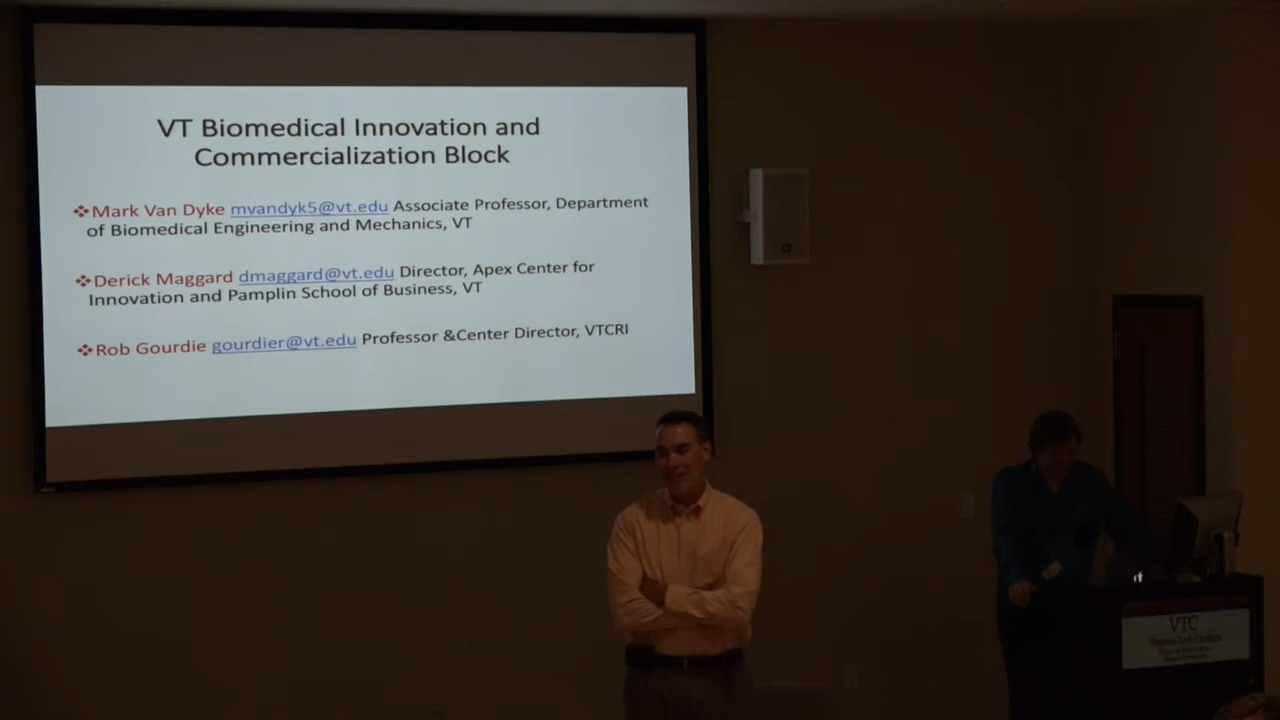 VT Biomedical Innovation and
Commercialization Block
❖Mark Van Dyke mvandyk5@vt.edu Associate Professor, Department
of Biomedical Engineering and Mechanics, VT
❖Derick Maggard dmaggard@vt.edu Director, Apex Center for
Innovation and Pamplin School of Business, VT
❖Rob Gourdie gourdier@vt.edu Professor &Center Director, VTCRI
VTC